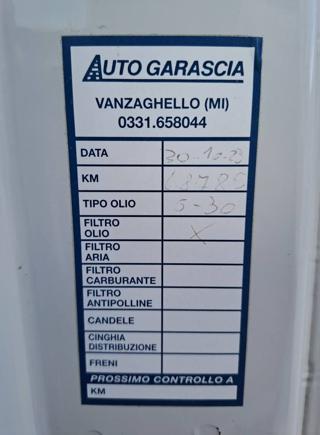 AUTO GARASCIA
VANZAGHELLO (MI)
0331.658044
DATA 30-10-23
KM
TIPO OLIO 5-30
FILTRO
OLIO X
FILTRO
ARIA
FILTRO
CARBURANTE
FILTRO
ANTIPOLLINE
CANDELE
CINGHIA
DISTRIBUZIONE
FRENI
PROSSIMO CONTROLLO A
KM